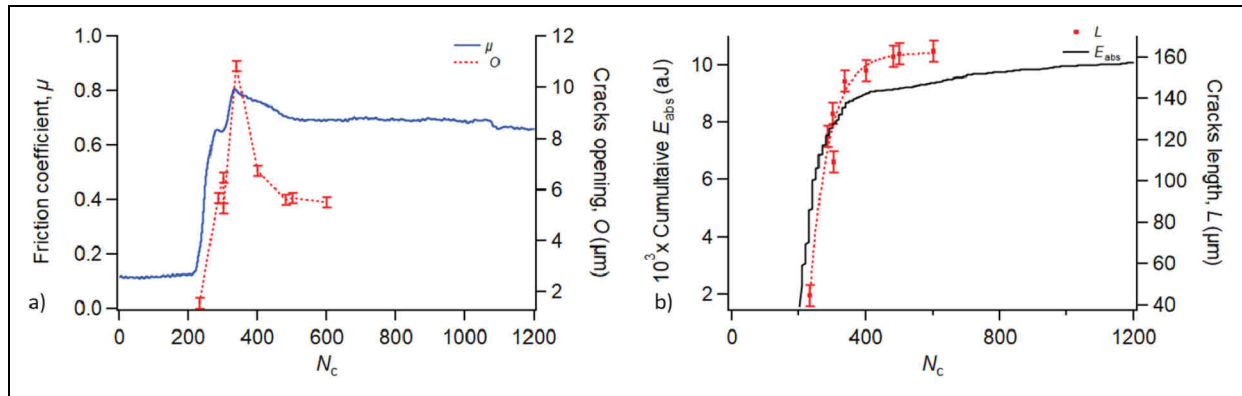 1.0
0.8
0.6
0.4
0.2
0.0
Friction coefficient, μ
a)
μ
O
12
10
8
6
4
2
Cracks opening, O (μm)
0
200
400
600
800
1000
1200
Nc
10
8
6
4
2
10³x Cumultaive Eabs (aJ)
b)
L
Eabs
160
140
120
100
80
60
40
Cracks length, L (μm)
0
400
800
1200
Nc